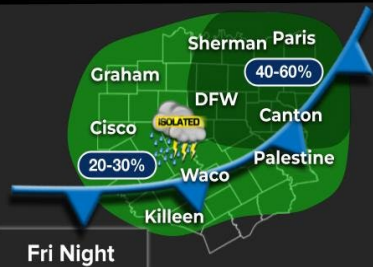 Sherman Paris
Graham
40-60%
DFW
ISOLATED
Canton
Cisco
Palestine
20-30%
Waco
Killeen
Fri Night